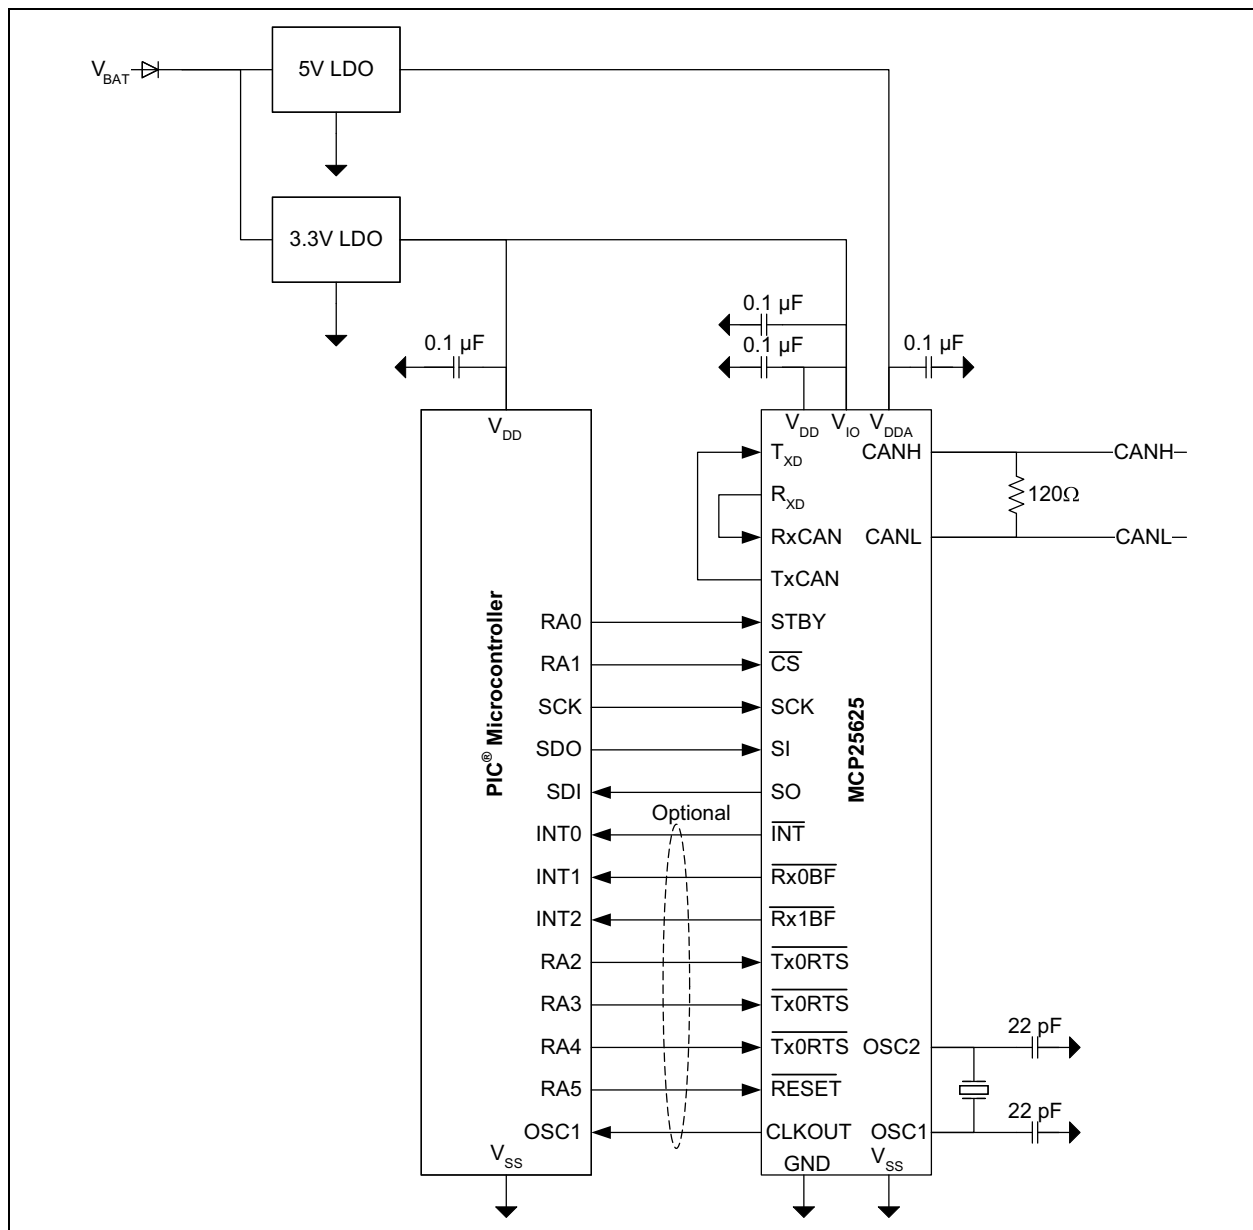 5V LDO
VBAT
3.3V LDO
0.1 µF
0.1 µF
0.1 µF
0.1 µF
VDD
VDD
VIO
VDDA
TXD
CANH
CANH
RXD
120Ω
RxCAN
CANL
CANL
TxCAN
PIC® Microcontroller
MCP25625
RA0
STBY
RA1
CS
SCK
SCK
SDO
SI
SDI
SO
Optional
INT0
INT
INT1
Rx0BF
INT2
Rx1BF
RA2
Tx0RTS
RA3
Tx0RTS
RA4
Tx0RTS
OSC2
22 pF
RA5
RESET
22 pF
OSC1
CLKOUT
OSC1
VSS
GND
VSS